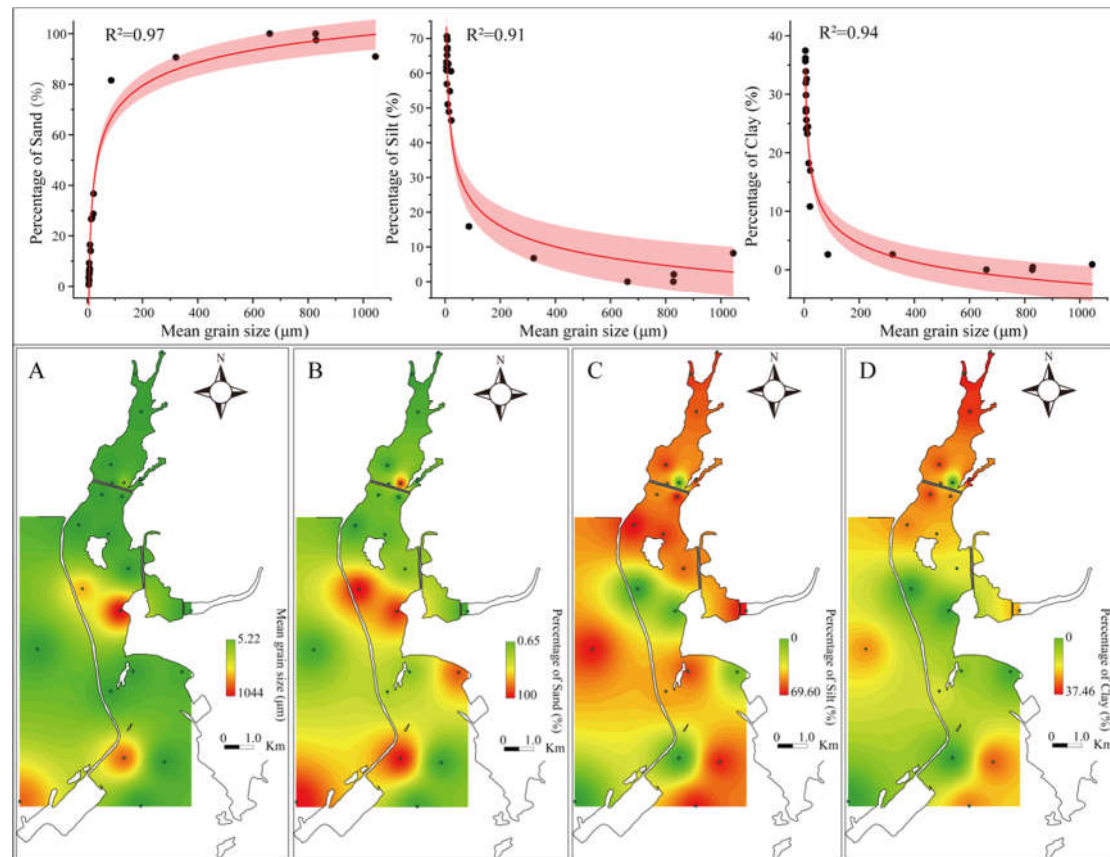 R²=0.97
Percentage of Sand (%)
100
80
60
40
20
0
0 200 400 600 800 1000
Mean grain size (μm)
R²=0.91
Percentage of Silt (%)
80
70
60
50
40
30
20
10
0
0 200 400 600 800 1000
Mean grain size (μm)
R²=0.94
Percentage of Clay (%)
40
30
20
10
0
0 200 400 600 800 1000
Mean grain size (μm)
A
N
5.22
1044
Mean grain size (μm)
0 1.0
Km
B
N
0.65
100
Percentage of Sand (%)
0 1.0
Km
C
N
0
69.60
Percentage of Silt (%)
0 1.0
Km
D
N
0
37.46
Percentage of Clay (%)
0 1.0
Km